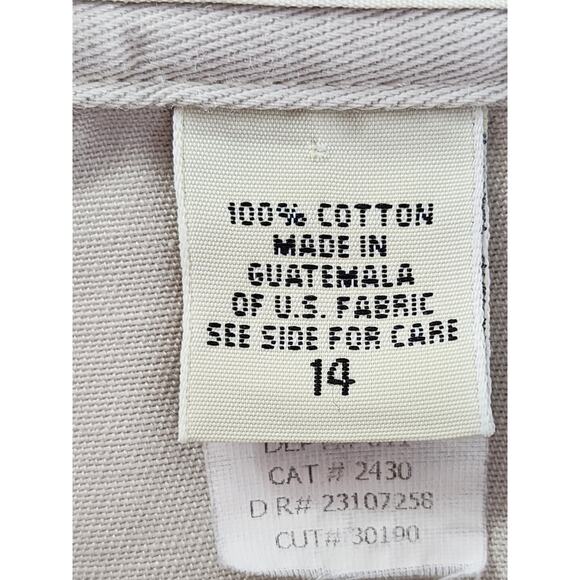 100% COTTON
MADE IN
GUATEMALA
OF U.S. FABRIC
SEE SIDE FOR CARE
14
CAT # 2430
D R# 23107258
CUT# 30190